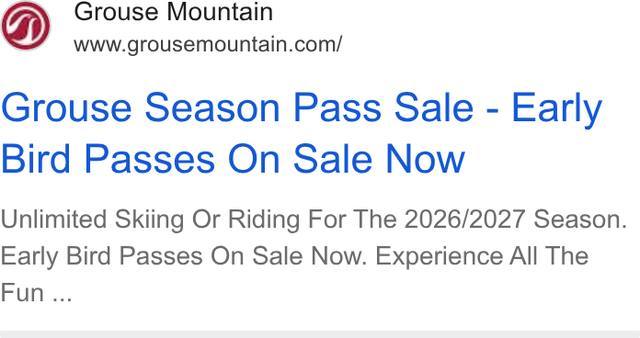 Grouse Mountain
www.grousemountain.com/
Grouse Season Pass Sale - Early
Bird Passes On Sale Now
Unlimited Skiing Or Riding For The 2026/2027 Season.
Early Bird Passes On Sale Now. Experience All The
Fun ...